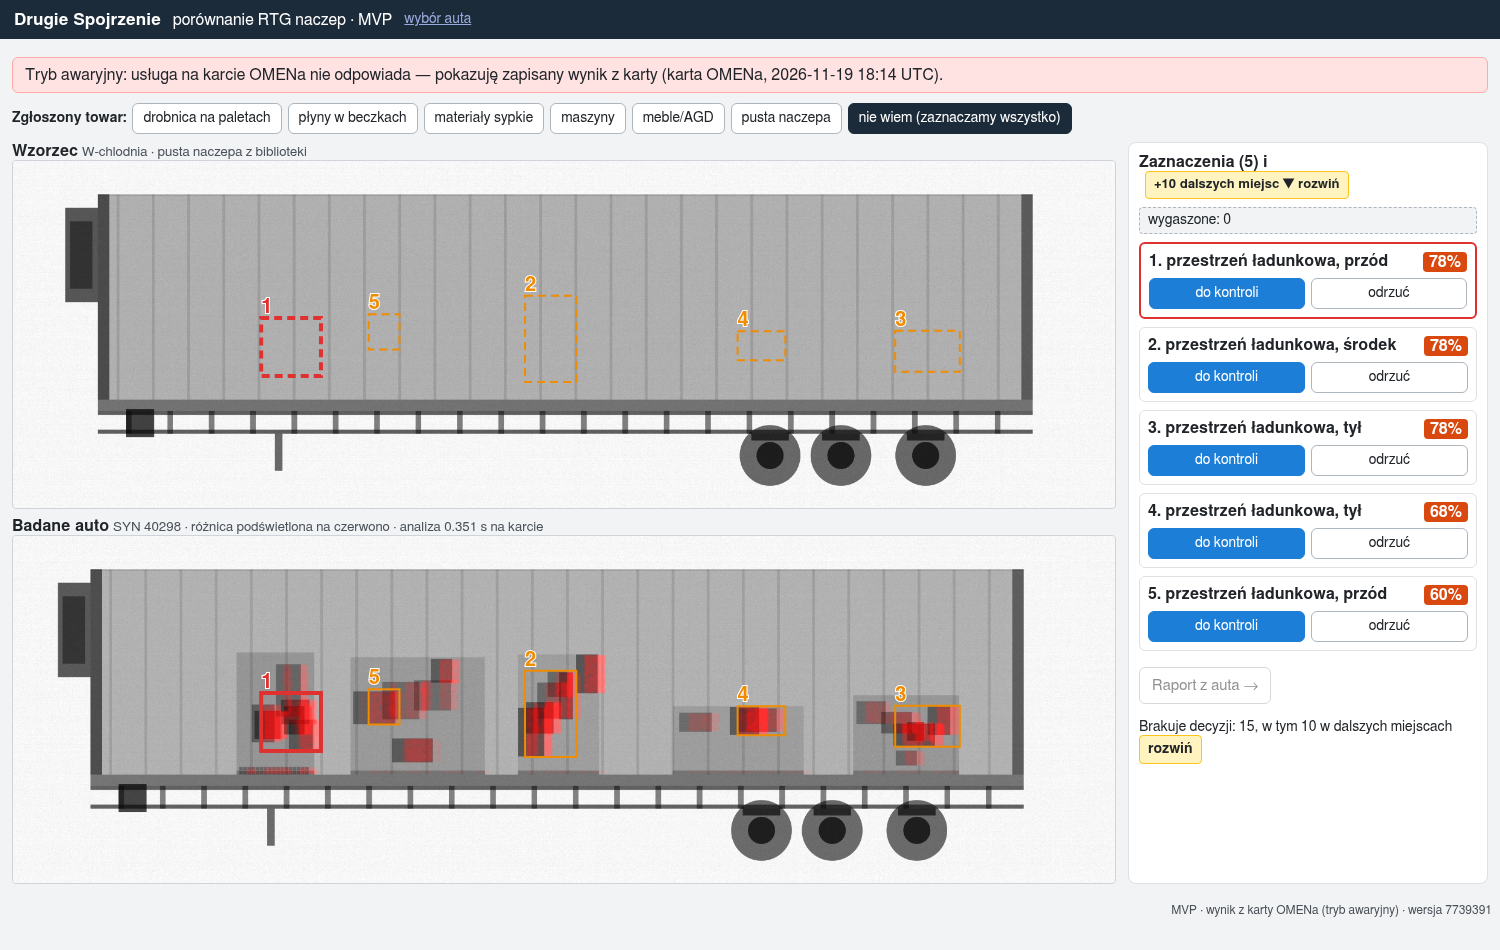 Drugie Spojrzenie porównanie RTG naczep · MVP wybór auta
Tryb awaryjny: usługa na karcie OMENa nie odpowiada — pokazuję zapisany wynik z karty (karta OMENa, 2026-11-19 18:14 UTC).
Zgłoszony towar: drobnica na paletach płyny w beczkach materiały sypkie maszyny meble/AGD pusta naczepa nie wiem (zaznaczamy wszystko)
Wzorzec W-chlodnia · pusta naczepa z biblioteki
1
5
2
4
3
Badane auto SYN 40298 · różnica podświetlona na czerwono · analiza 0.351 s na karcie
1
5
2
4
3
Zaznaczenia (5) i
+10 dalszych miejsc ▼ rozwiń
wygaszone: 0
1. przestrzeń ładunkowa, przód 78%
do kontroli odrzuć
2. przestrzeń ładunkowa, środek 78%
do kontroli odrzuć
3. przestrzeń ładunkowa, tył 78%
do kontroli odrzuć
4. przestrzeń ładunkowa, tył 68%
do kontroli odrzuć
5. przestrzeń ładunkowa, przód 60%
do kontroli odrzuć
Raport z auta →
Brakuje decyzji: 15, w tym 10 w dalszych miejscach
rozwiń
MVP · wynik z karty OMENa (tryb awaryjny) · wersja 7739391